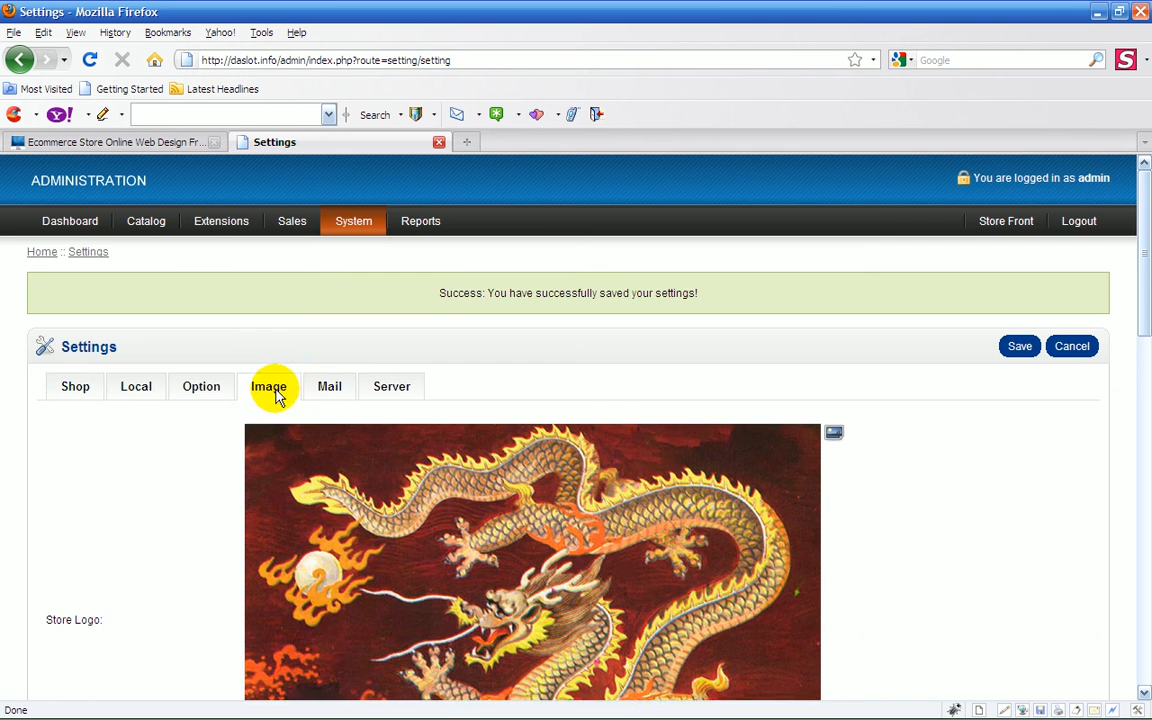 Settings - Mozilla Firefox
File Edit View History Bookmarks Yahoo! Tools Help
http://daslot.info/admin/index.php?route=setting/setting
Google
Most Visited Getting Started Latest Headlines
Y! Search
Ecommerce Store Online Web Design Fr... Settings
ADMINISTRATION
You are logged in as admin
Dashboard Catalog Extensions Sales System Reports Store Front Logout
Home :: Settings
Success: You have successfully saved your settings!
Settings Save Cancel
Shop Local Option Image Mail Server
Store Logo:
Done